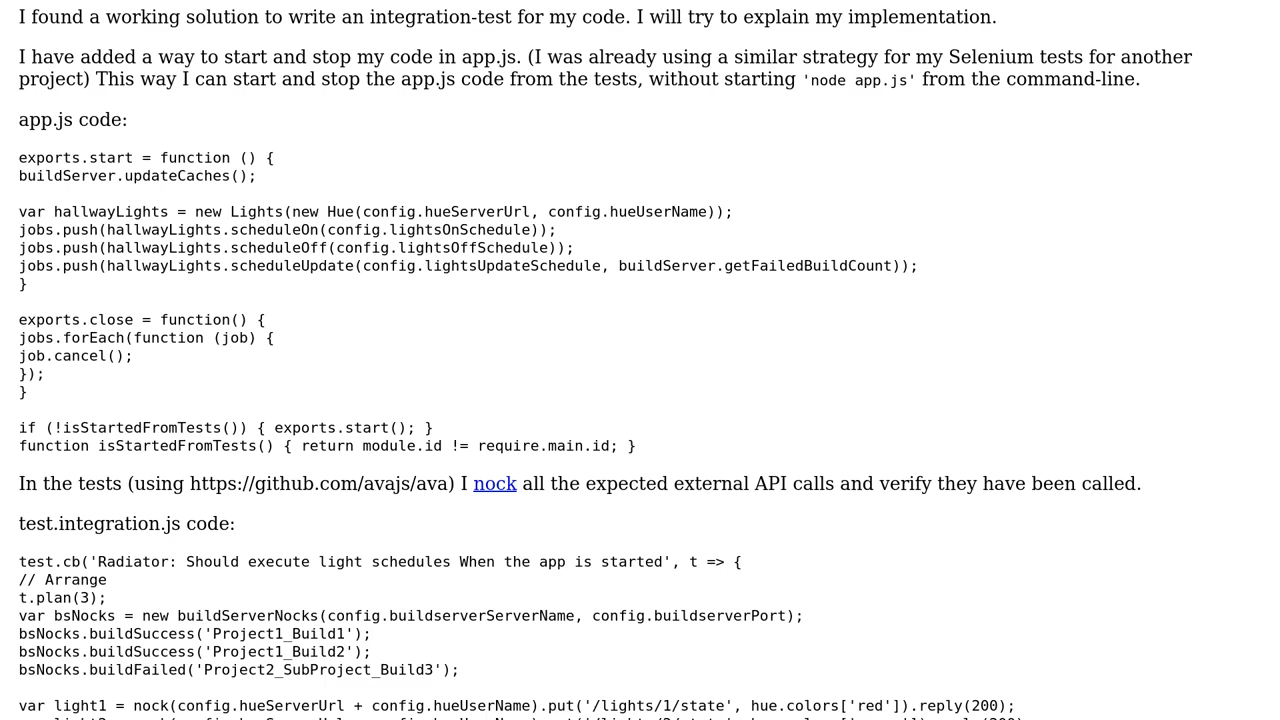 I found a working solution to write an integration-test for my code. I will try to explain my implementation.
I have added a way to start and stop my code in app.js. (I was already using a similar strategy for my Selenium tests for another
project) This way I can start and stop the app.js code from the tests, without starting 'node app.js' from the command-line.
app.js code:
exports.start = function () {
buildServer.updateCaches();
var hallwayLights = new Lights(new Hue(config.hueServerUrl, config.hueUserName));
jobs.push(hallwayLights.scheduleOn(config.lightsOnSchedule));
jobs.push(hallwayLights.scheduleOff(config.lightsOffSchedule));
jobs.push(hallwayLights.scheduleUpdate(config.lightsUpdateSchedule, buildServer.getFailedBuildCount));
}
exports.close = function() {
jobs.forEach(function (job) {
job.cancel();
});
}
if (!isStartedFromTests()) { exports.start(); }
function isStartedFromTests() { return module.id != require.main.id; }
In the tests (using https://github.com/avajs/ava) I nock all the expected external API calls and verify they have been called.
test.integration.js code:
test.cb('Radiator: Should execute light schedules When the app is started', t => {
// Arrange
t.plan(3);
var bsNocks = new buildServerNocks(config.buildserverServerName, config.buildserverPort);
bsNocks.buildSuccess('Project1_Build1');
bsNocks.buildSuccess('Project1_Build2');
bsNocks.buildFailed('Project2_SubProject_Build3');
var light1 = nock(config.hueServerUrl + config.hueUserName).put('/lights/1/state', hue.colors['red']).reply(200);